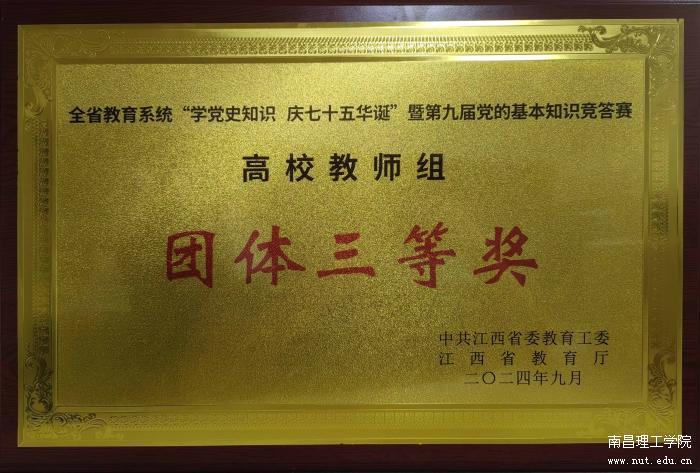 全省教育系统“学党史知识 庆七十五华诞”暨第九届党的基本知识竞答赛
高校教师组
团体三等奖
中共江西省委教育工委
江西省教育厅
二〇二四年九月
南昌理工学院
www.nut.edu.cn